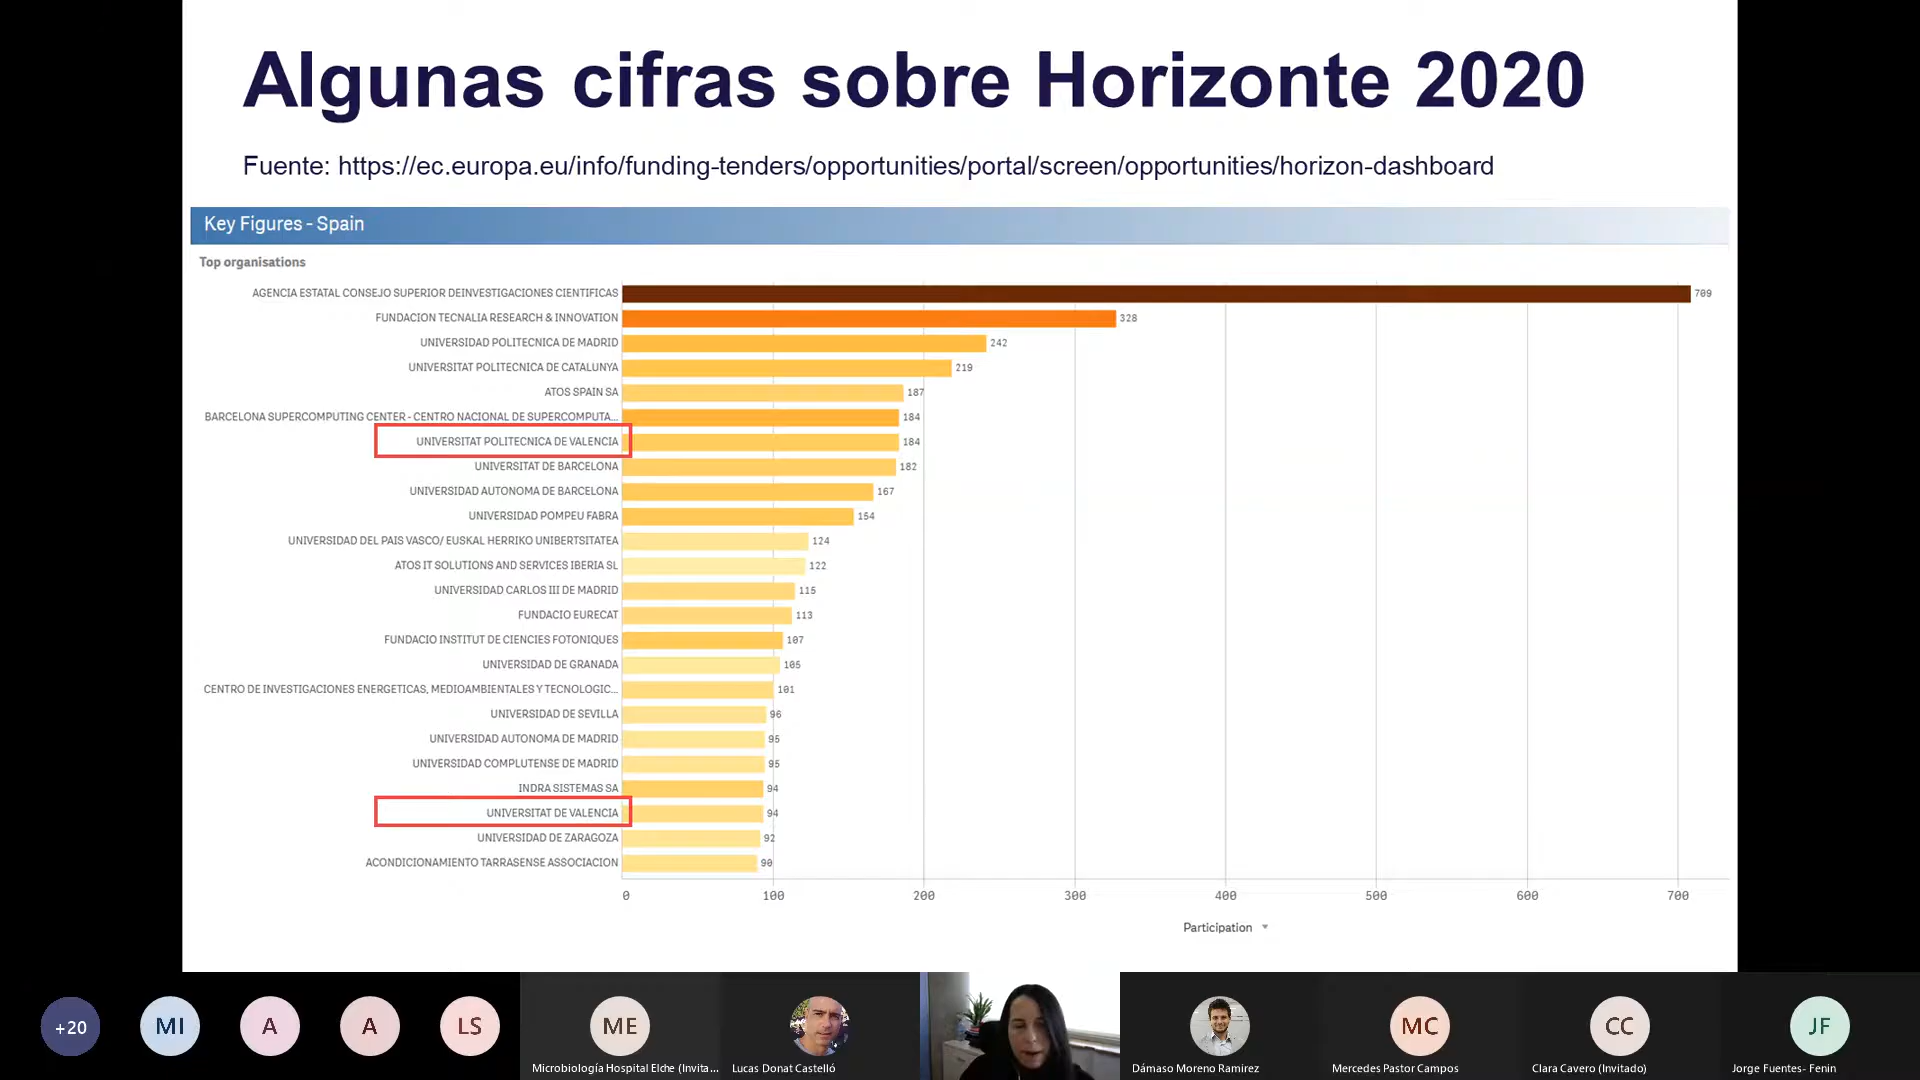 Algunas cifras sobre Horizonte 2020
Fuente: https://ec.europa.eu/info/funding-tenders/opportunities/portal/screen/opportunities/horizon-dashboard
Key Figures - Spain
Top organisations
AGENCIA ESTATAL CONSEJO SUPERIOR DEINVESTIGACIONES CIENTIFICAS 709
FUNDACION TECNALIA RESEARCH & INNOVATION 328
UNIVERSIDAD POLITECNICA DE MADRID 242
UNIVERSITAT POLITECNICA DE CATALUNYA 219
ATOS SPAIN SA 187
BARCELONA SUPERCOMPUTING CENTER - CENTRO NACIONAL DE SUPERCOMPUTA... 184
UNIVERSITAT POLITECNICA DE VALENCIA 184
UNIVERSITAT DE BARCELONA 182
UNIVERSIDAD AUTONOMA DE BARCELONA 167
UNIVERSIDAD POMPEU FABRA 154
UNIVERSIDAD DEL PAIS VASCO/ EUSKAL HERRIKO UNIBERTSITATEA 124
ATOS IT SOLUTIONS AND SERVICES IBERIA SL 122
UNIVERSIDAD CARLOS III DE MADRID 115
FUNDACIO EURECAT 113
FUNDACIO INSTITUT DE CIENCIES FOTONIQUES 107
UNIVERSIDAD DE GRANADA 105
CENTRO DE INVESTIGACIONES ENERGETICAS, MEDIOAMBIENTALES Y TECNOLOGIC... 101
UNIVERSIDAD DE SEVILLA 96
UNIVERSIDAD AUTONOMA DE MADRID 95
UNIVERSIDAD COMPLUTENSE DE MADRID 95
INDRA SISTEMAS SA 94
UNIVERSITAT DE VALENCIA 94
UNIVERSIDAD DE ZARAGOZA 92
ACONDICIONAMIENTO TARRASENSE ASSOCIACION 90
0 100 200 300 400 500 600 700
Participation
+20 MI A A LS ME MC CC JF
Microbiología Hospital Elche (Invita... Lucas Donat Castelló Dámaso Moreno Ramirez Mercedes Pastor Campos Clara Cavero (Invitado) Jorge Fuentes- Fenin